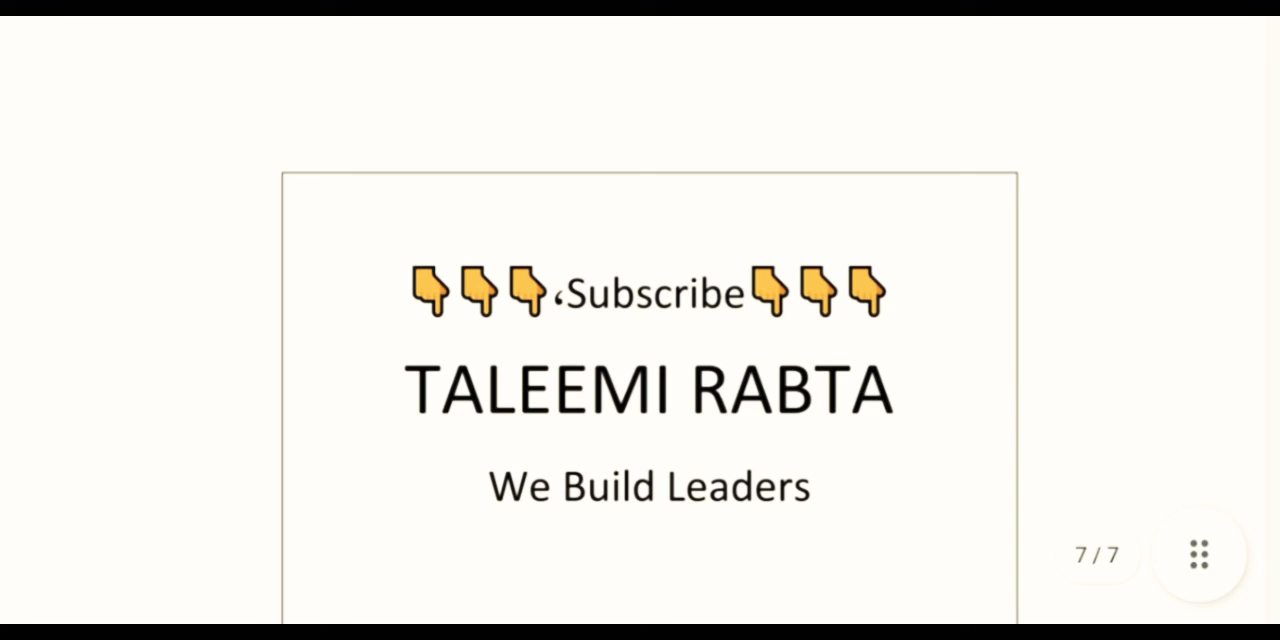 👇👇👇،Subscribe👇👇👇
TALEEMI RABTA
We Build Leaders
7 / 7